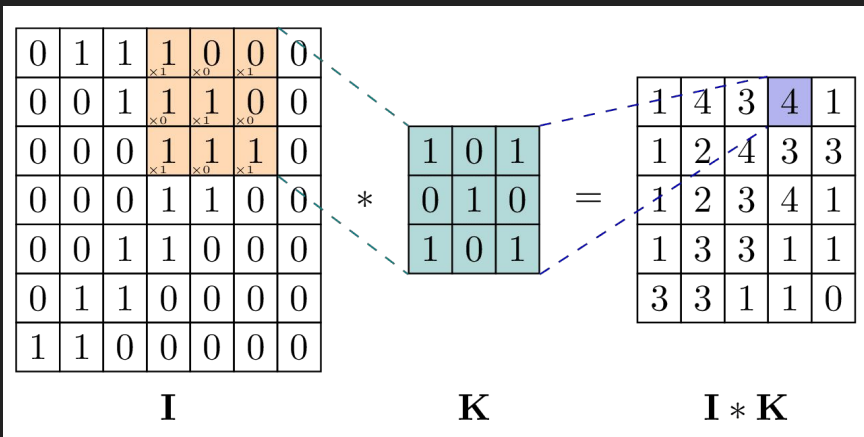 0 1 1 1 0 0 0
×1 ×0 ×1
0 0 1 1 1 0 0
×0 ×1 ×0
0 0 0 1 1 1 0
×1 ×0 ×1
0 0 0 1 1 0 0
0 0 1 1 0 0 0
0 1 1 0 0 0 0
1 1 0 0 0 0 0
I
*
1 0 1
0 1 0
1 0 1
K
=
1 4 3 4 1
1 2 4 3 3
1 2 3 4 1
1 3 3 1 1
3 3 1 1 0
I * K